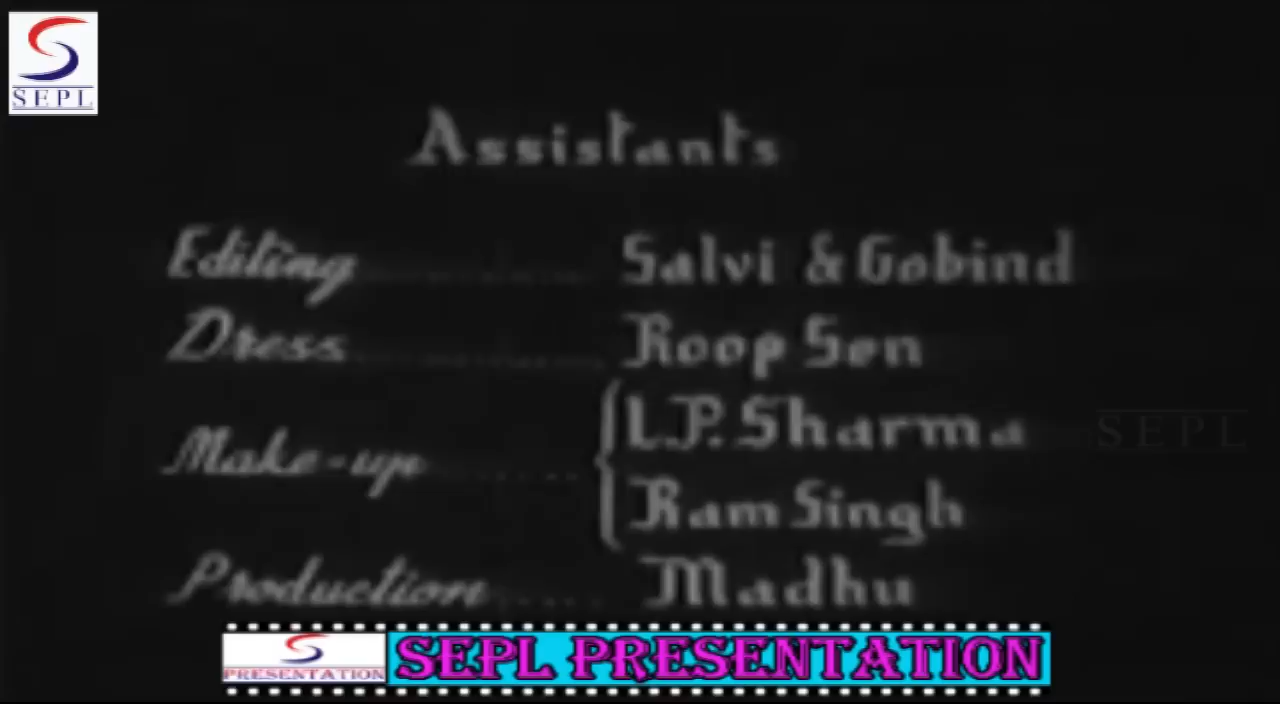 SEPL
Assistants
Editing Salvi & Gobind
Dress Roop Sen
Make-up L.P. Sharma
Ram Singh
Production Madhu
SEPL
PRESENTATION
SEPL PRESENTATION